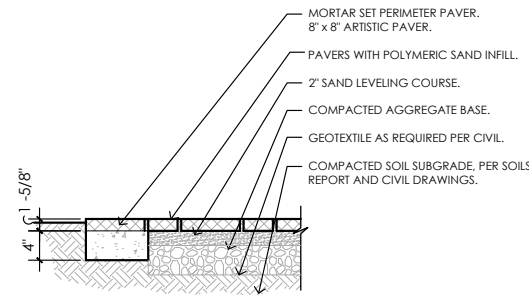 MORTAR SET PERIMETER PAVER.
8" x 8" ARTISTIC PAVER.
PAVERS WITH POLYMERIC SAND INFILL.
2" SAND LEVELING COURSE.
COMPACTED AGGREGATE BASE.
GEOTEXTILE AS REQUIRED PER CIVIL.
COMPACTED SOIL SUBGRADE, PER SOILS
REPORT AND CIVIL DRAWINGS.
1 -5/8"
4"